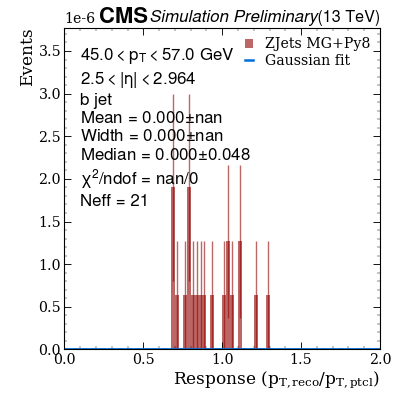 1e-6 CMS Simulation Preliminary (13 TeV)
Events
45.0 < p_T < 57.0 GeV
2.5 < |η| < 2.964
b jet
Mean = 0.000±nan
Width = 0.000±nan
Median = 0.000±0.048
χ²/ndof = nan/0
Neff = 21
ZJets MG+Py8
Gaussian fit
3.5
3.0
2.5
2.0
1.5
1.0
0.5
0.0
0.0 0.5 1.0 1.5 2.0
Response (p_T,reco/p_T,ptcl)